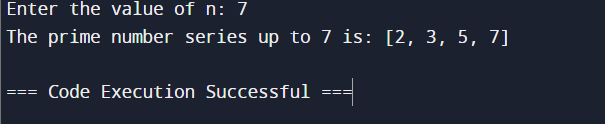 Enter the value of n: 7
The prime number series up to 7 is: [2, 3, 5, 7]
=== Code Execution Successful ===